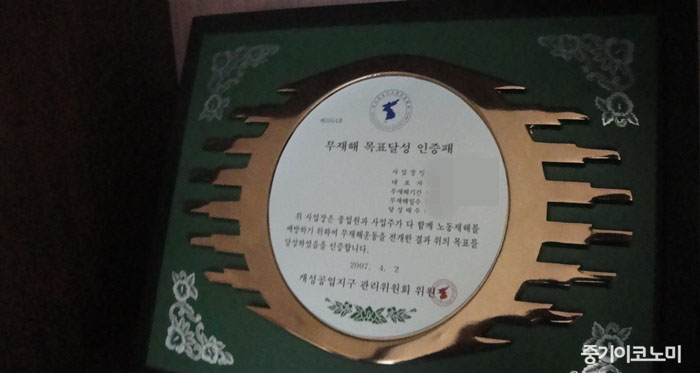 무재해 목표달성 인증패
사 업 장 명 :
대 표 자 :
무재해기간 :
무재해일수 :
달 성 배 수 :
위 사업장은 종업원과 사업주가 다 함께 노동재해를
예방하기 위하여 무재해운동을 전개한 결과 위의 목표를
달성하였음을 인증합니다.
2007. 4. 2
개성공업지구 관리위원회 위원
중기이코노미